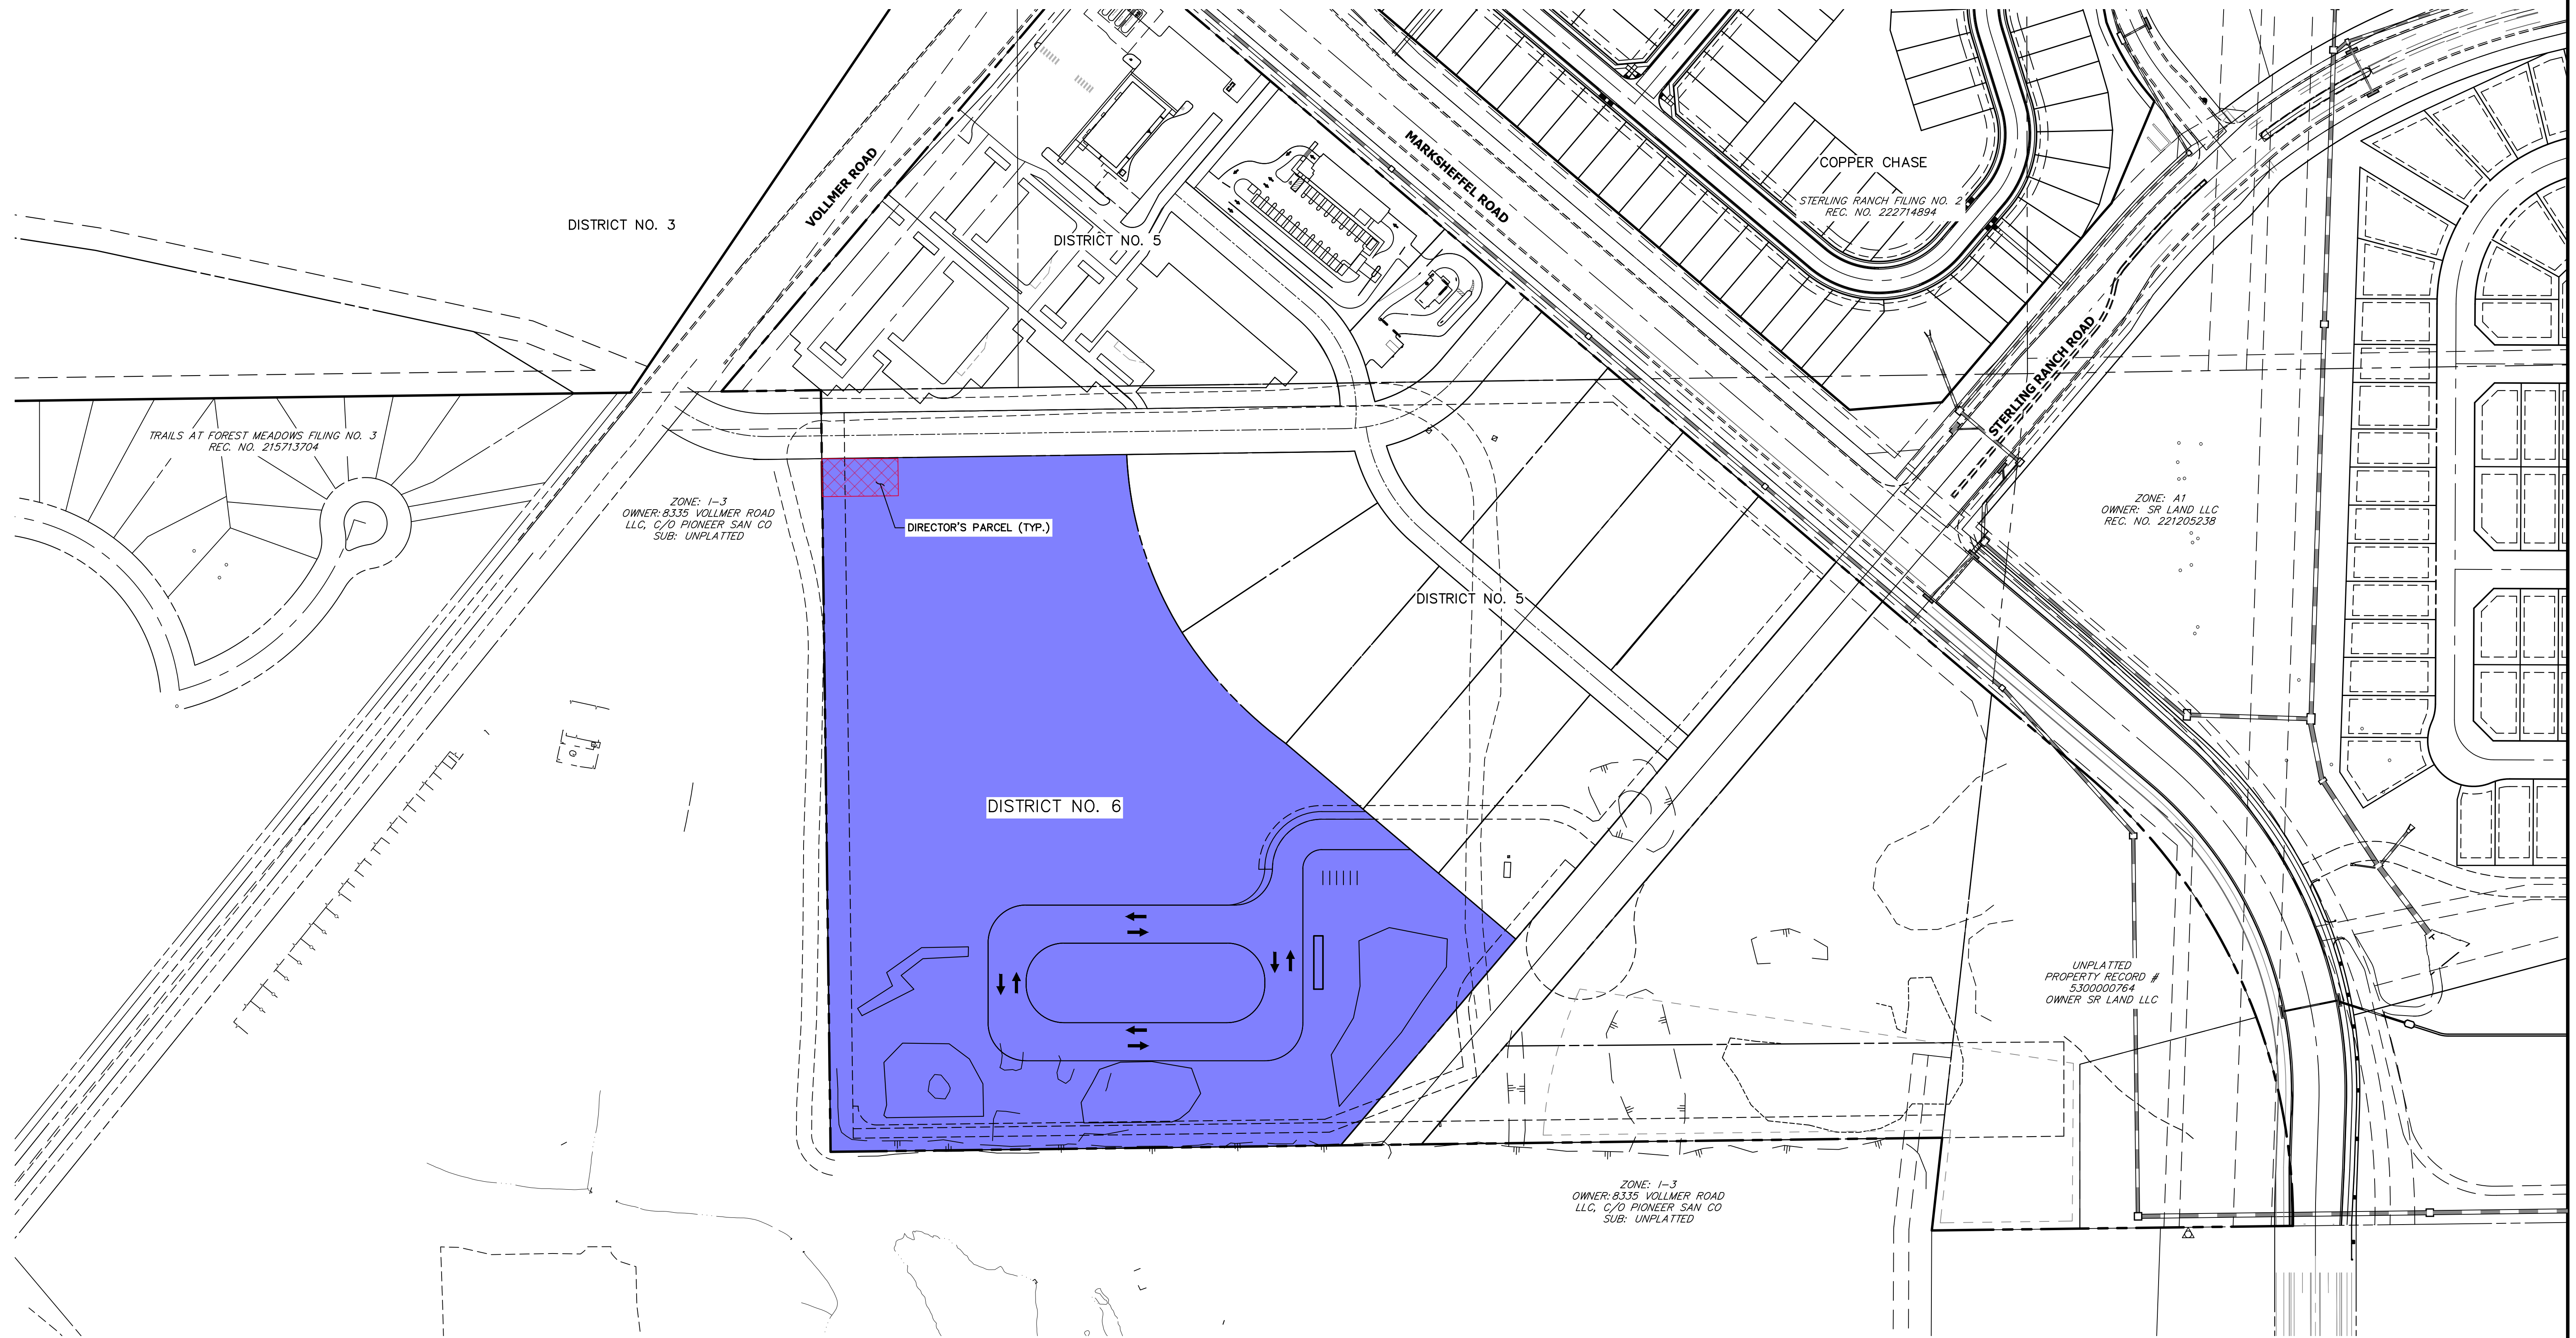 VOLLMER ROAD
MARKSHEFFEL ROAD
COPPER CHASE
STERLING RANCH FILING NO. 2
REC. NO. 222714894
DISTRICT NO. 3
DISTRICT NO. 5
STERLING RANCH ROAD
TRAILS AT FOREST MEADOWS FILING NO. 3
REC. NO. 215713704
ZONE: I-3
OWNER: 8335 VOLLMER ROAD
LLC, C/O PIONEER SAN CO
SUB: UNPLATTED
DIRECTOR'S PARCEL (TYP.)
ZONE: A1
OWNER: SR LAND LLC
REC. NO. 221205238
DISTRICT NO. 5
DISTRICT NO. 6
UNPLATTED
PROPERTY RECORD #
5300000764
OWNER SR LAND LLC
ZONE: I-3
OWNER: 8335 VOLLMER ROAD
LLC, C/O PIONEER SAN CO
SUB: UNPLATTED